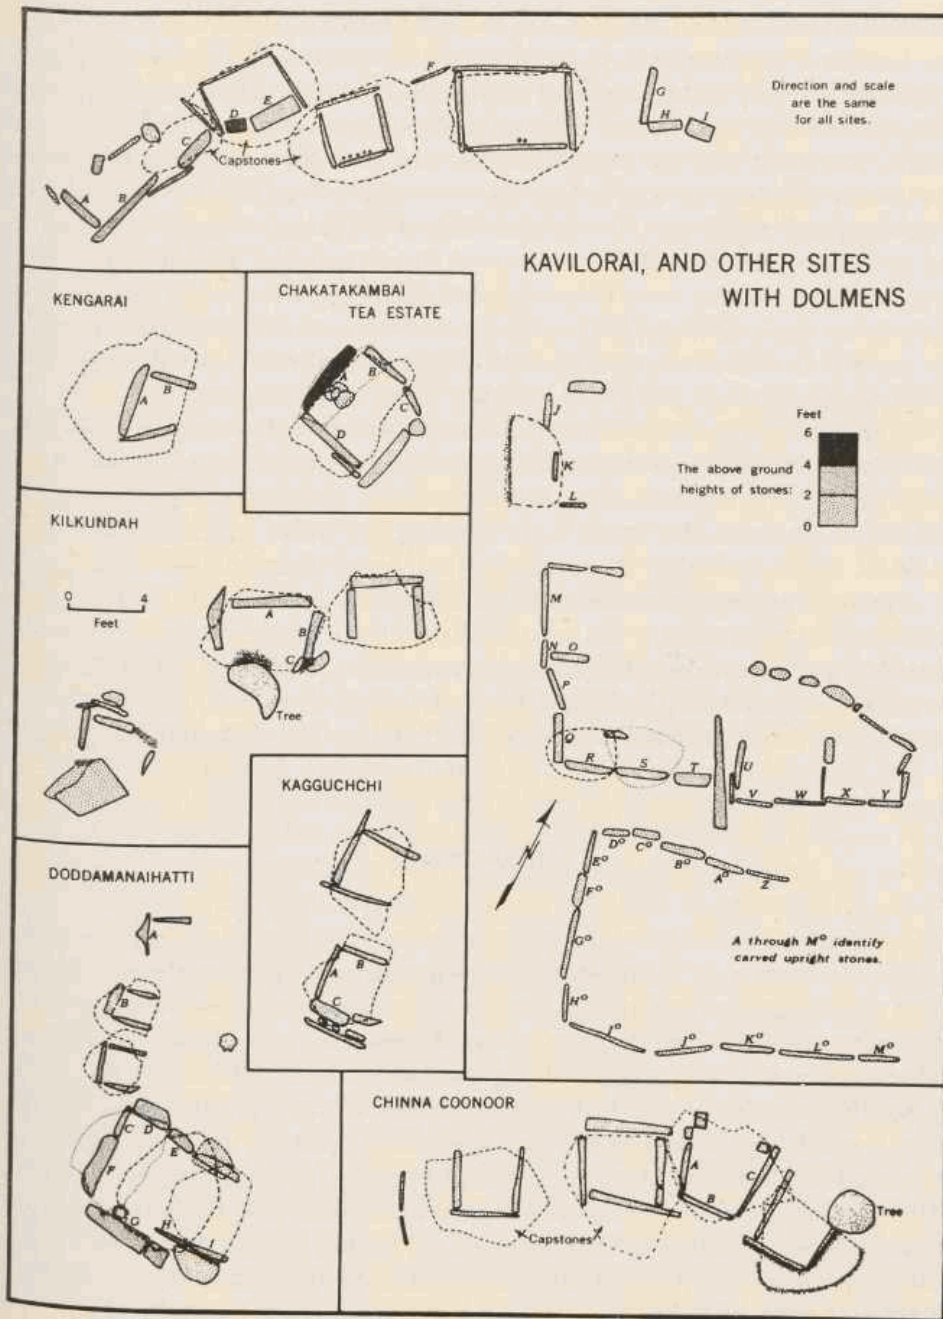 A
B
C
D
E
F
G
H
I
Capstones
Direction and scale
are the same
for all sites.
KAVILORAI, AND OTHER SITES
WITH DOLMENS
KENGARAI
A
B
CHAKATAKAMBAI
TEA ESTATE
A
B
C
D
J
K
L
Feet
6
4
2
0
The above ground
heights of stones:
KILKUNDAH
0 4
Feet
A
B
C
Tree
M
N O
P
Q
R
S
T
U
V
W
X
Y
N
D° C°
B°
A°
Z
E°
F°
G°
H°
I°
J°
K°
L°
M°
A through M° identify
carved upright stones.
KAGGUCHCHI
A
B
C
DODDAMANAIHATTI
A
B
C
D
E
F
G
H
I
CHINNA COONOOR
A
B
C
Capstones
Tree